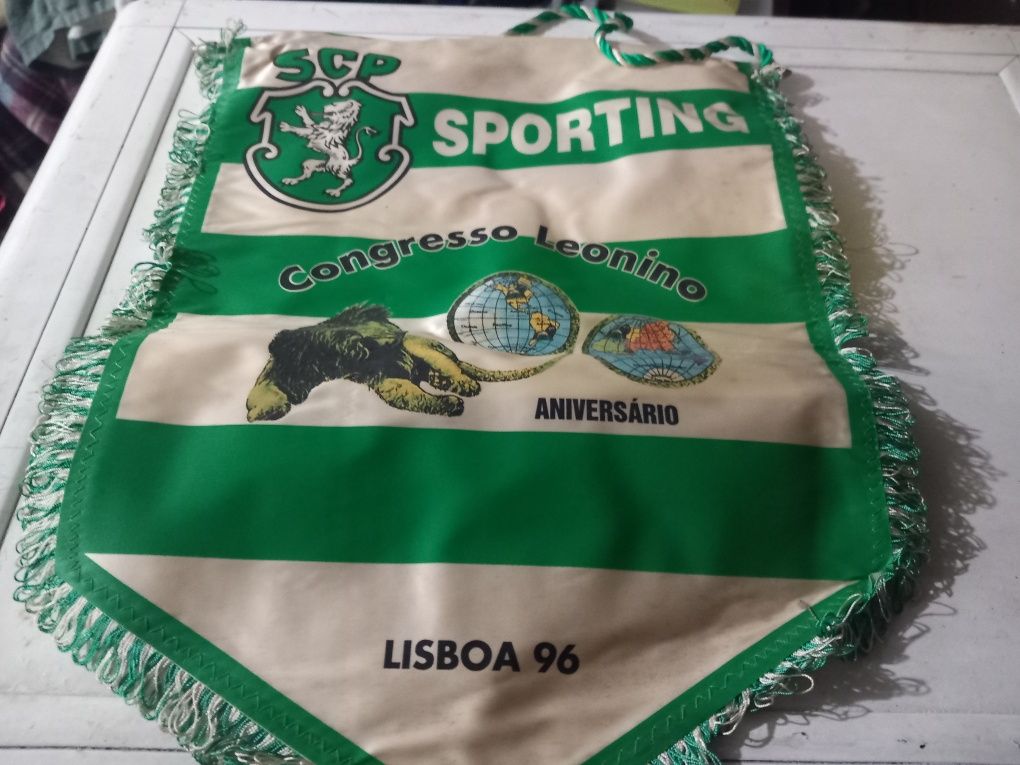 SCP
SPORTING
Congresso Leonino
ANIVERSÁRIO
LISBOA 96